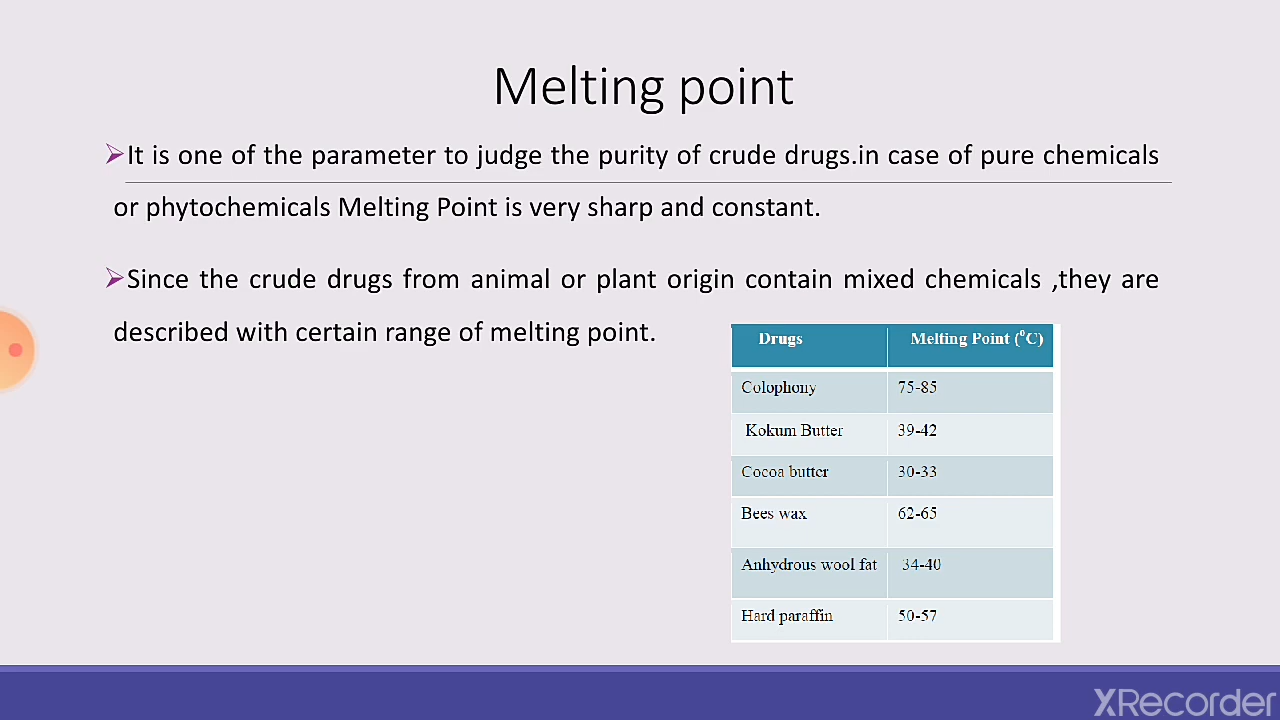 Melting point
➢It is one of the parameter to judge the purity of crude drugs.in case of pure chemicals
or phytochemicals Melting Point is very sharp and constant.
➢Since the crude drugs from animal or plant origin contain mixed chemicals ,they are
described with certain range of melting point.
Drugs Melting Point (⁰C)
Colophony 75-85
Kokum Butter 39-42
Cocoa butter 30-33
Bees wax 62-65
Anhydrous wool fat 34-40
Hard paraffin 50-57
XRecorder